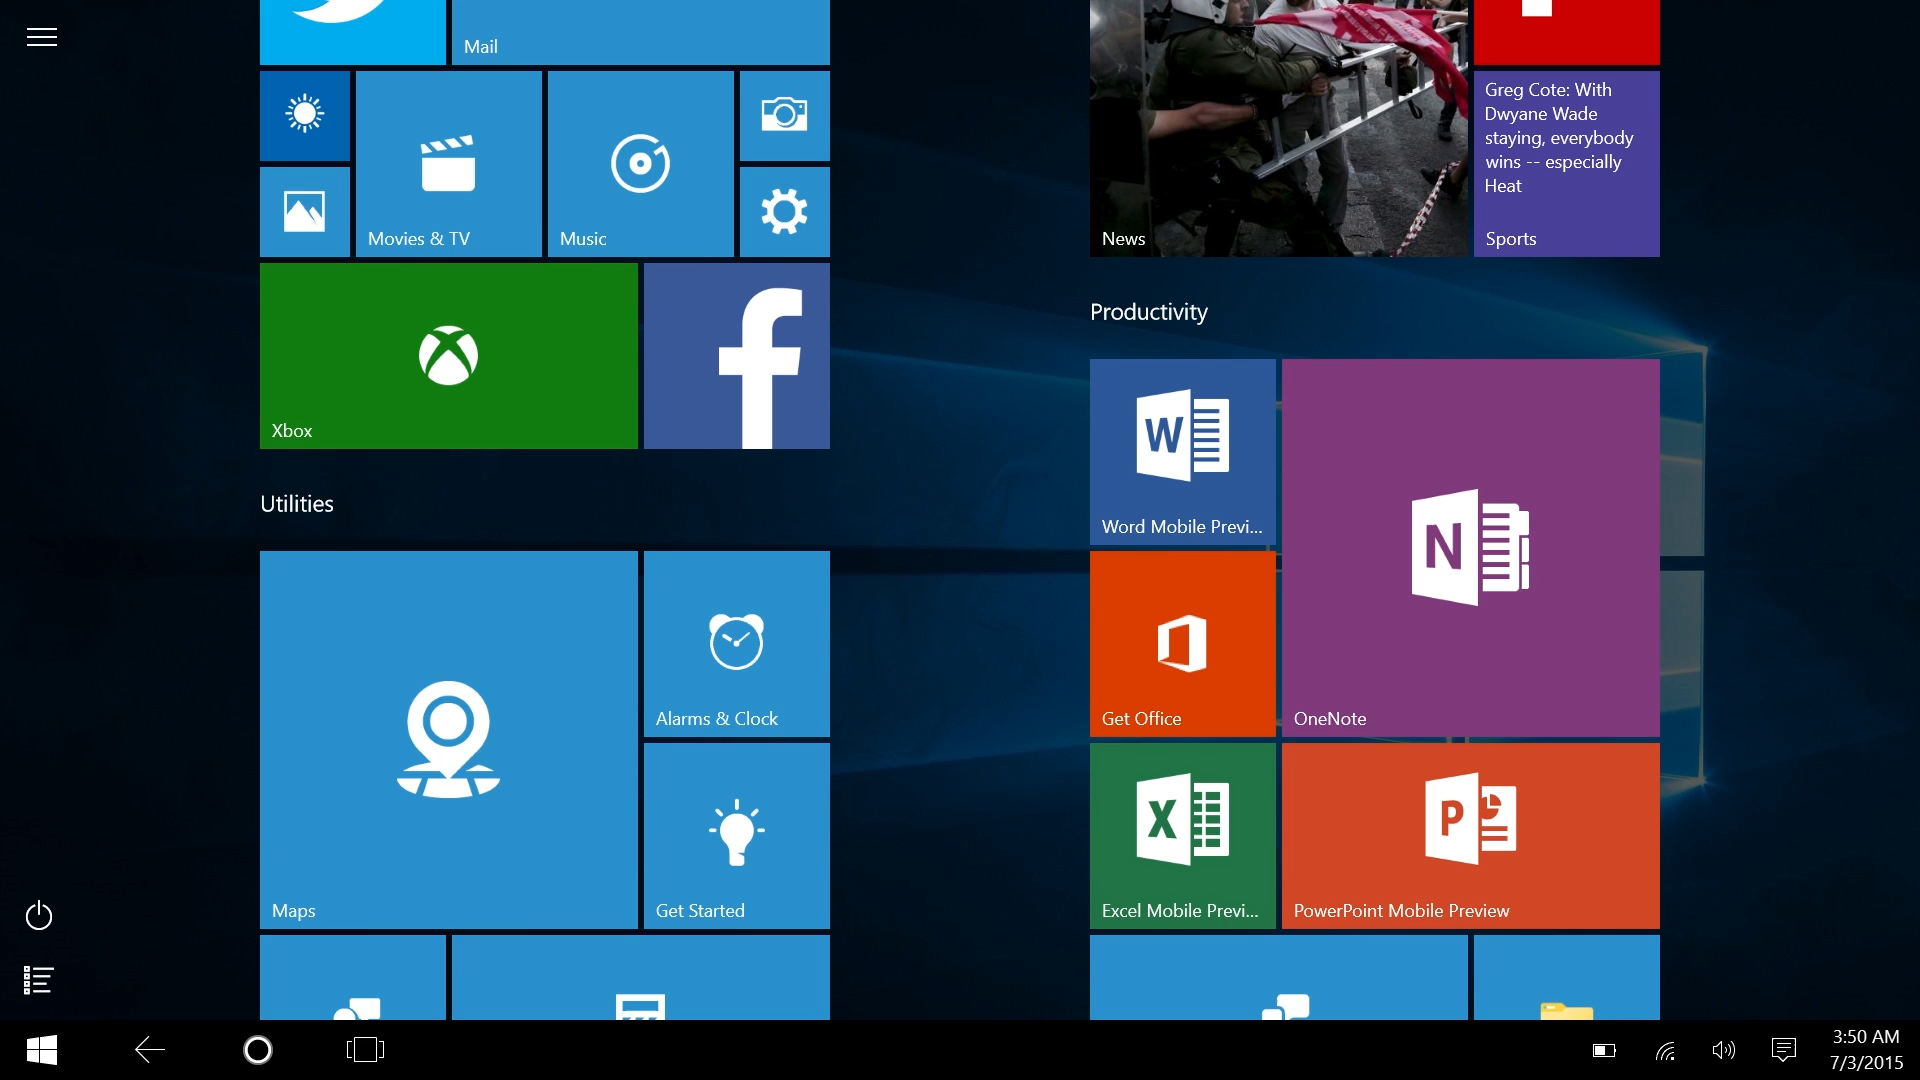 Mail
Movies & TV
Music
Xbox
Utilities
Maps
Alarms & Clock
Get Started
News
Greg Cote: With
Dwyane Wade
staying, everybody
wins -- especially
Heat
Sports
Productivity
W
Word Mobile Previ...
N
OneNote
Get Office
X
Excel Mobile Previ...
P
PowerPoint Mobile Preview
3:50 AM
7/3/2015